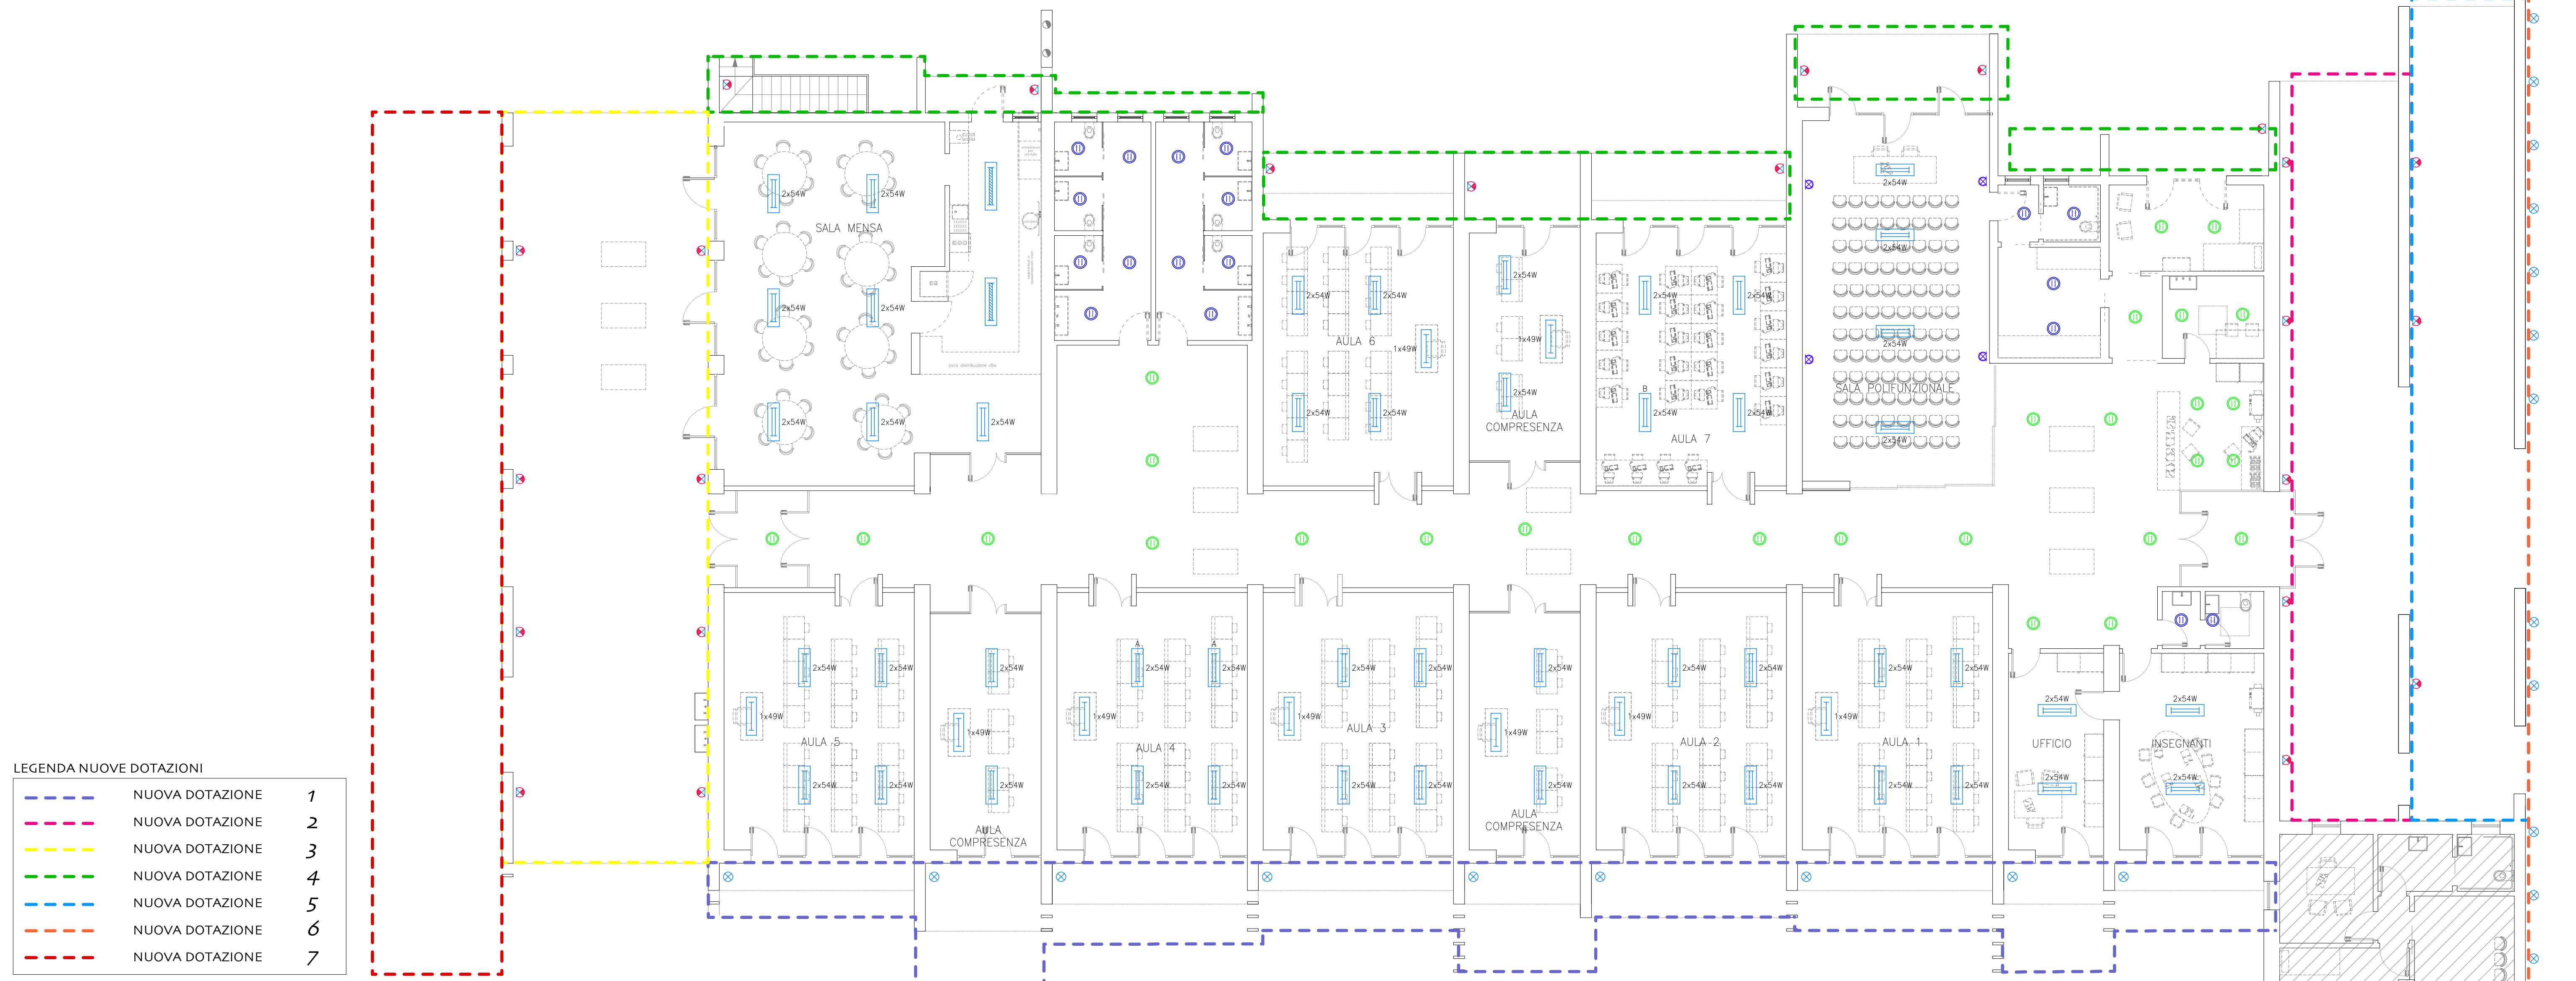 SALA MENSA
2x54W
2x54W
2x54W
2x54W
2x54W
2x54W
2x54W
zona distribuzione cibo
AULA 6
2x54W
2x54W
1x49W
2x54W
2x54W
2x54W
1x49W
2x54W
AULA
COMPRESENZA
2x54W
2x54W
B
2x54W
2x54W
AULA 7
2x54W
2x54W
2x54W
SALA POLIFUNZIONALE
2x54W
2x54W
2x54W
1x49W
AULA 5
2x54W
2x54W
2x54W
1x49W
2x54W
AULA
COMPRESENZA
A
A
2x54W
2x54W
1x49W
AULA 4
2x54W
2x54W
2x54W
2x54W
1x49W
AULA 3
2x54W
2x54W
2x54W
1x49W
2x54W
AULA
COMPRESENZA
2x54W
2x54W
1x49W
AULA 2
2x54W
2x54W
2x54W
2x54W
1x49W
AULA 1
2x54W
2x54W
2x54W
UFFICIO
2x54W
2x54W
INSEGNANTI
2x54W
LEGENDA NUOVE DOTAZIONI
NUOVA DOTAZIONE 1
NUOVA DOTAZIONE 2
NUOVA DOTAZIONE 3
NUOVA DOTAZIONE 4
NUOVA DOTAZIONE 5
NUOVA DOTAZIONE 6
NUOVA DOTAZIONE 7